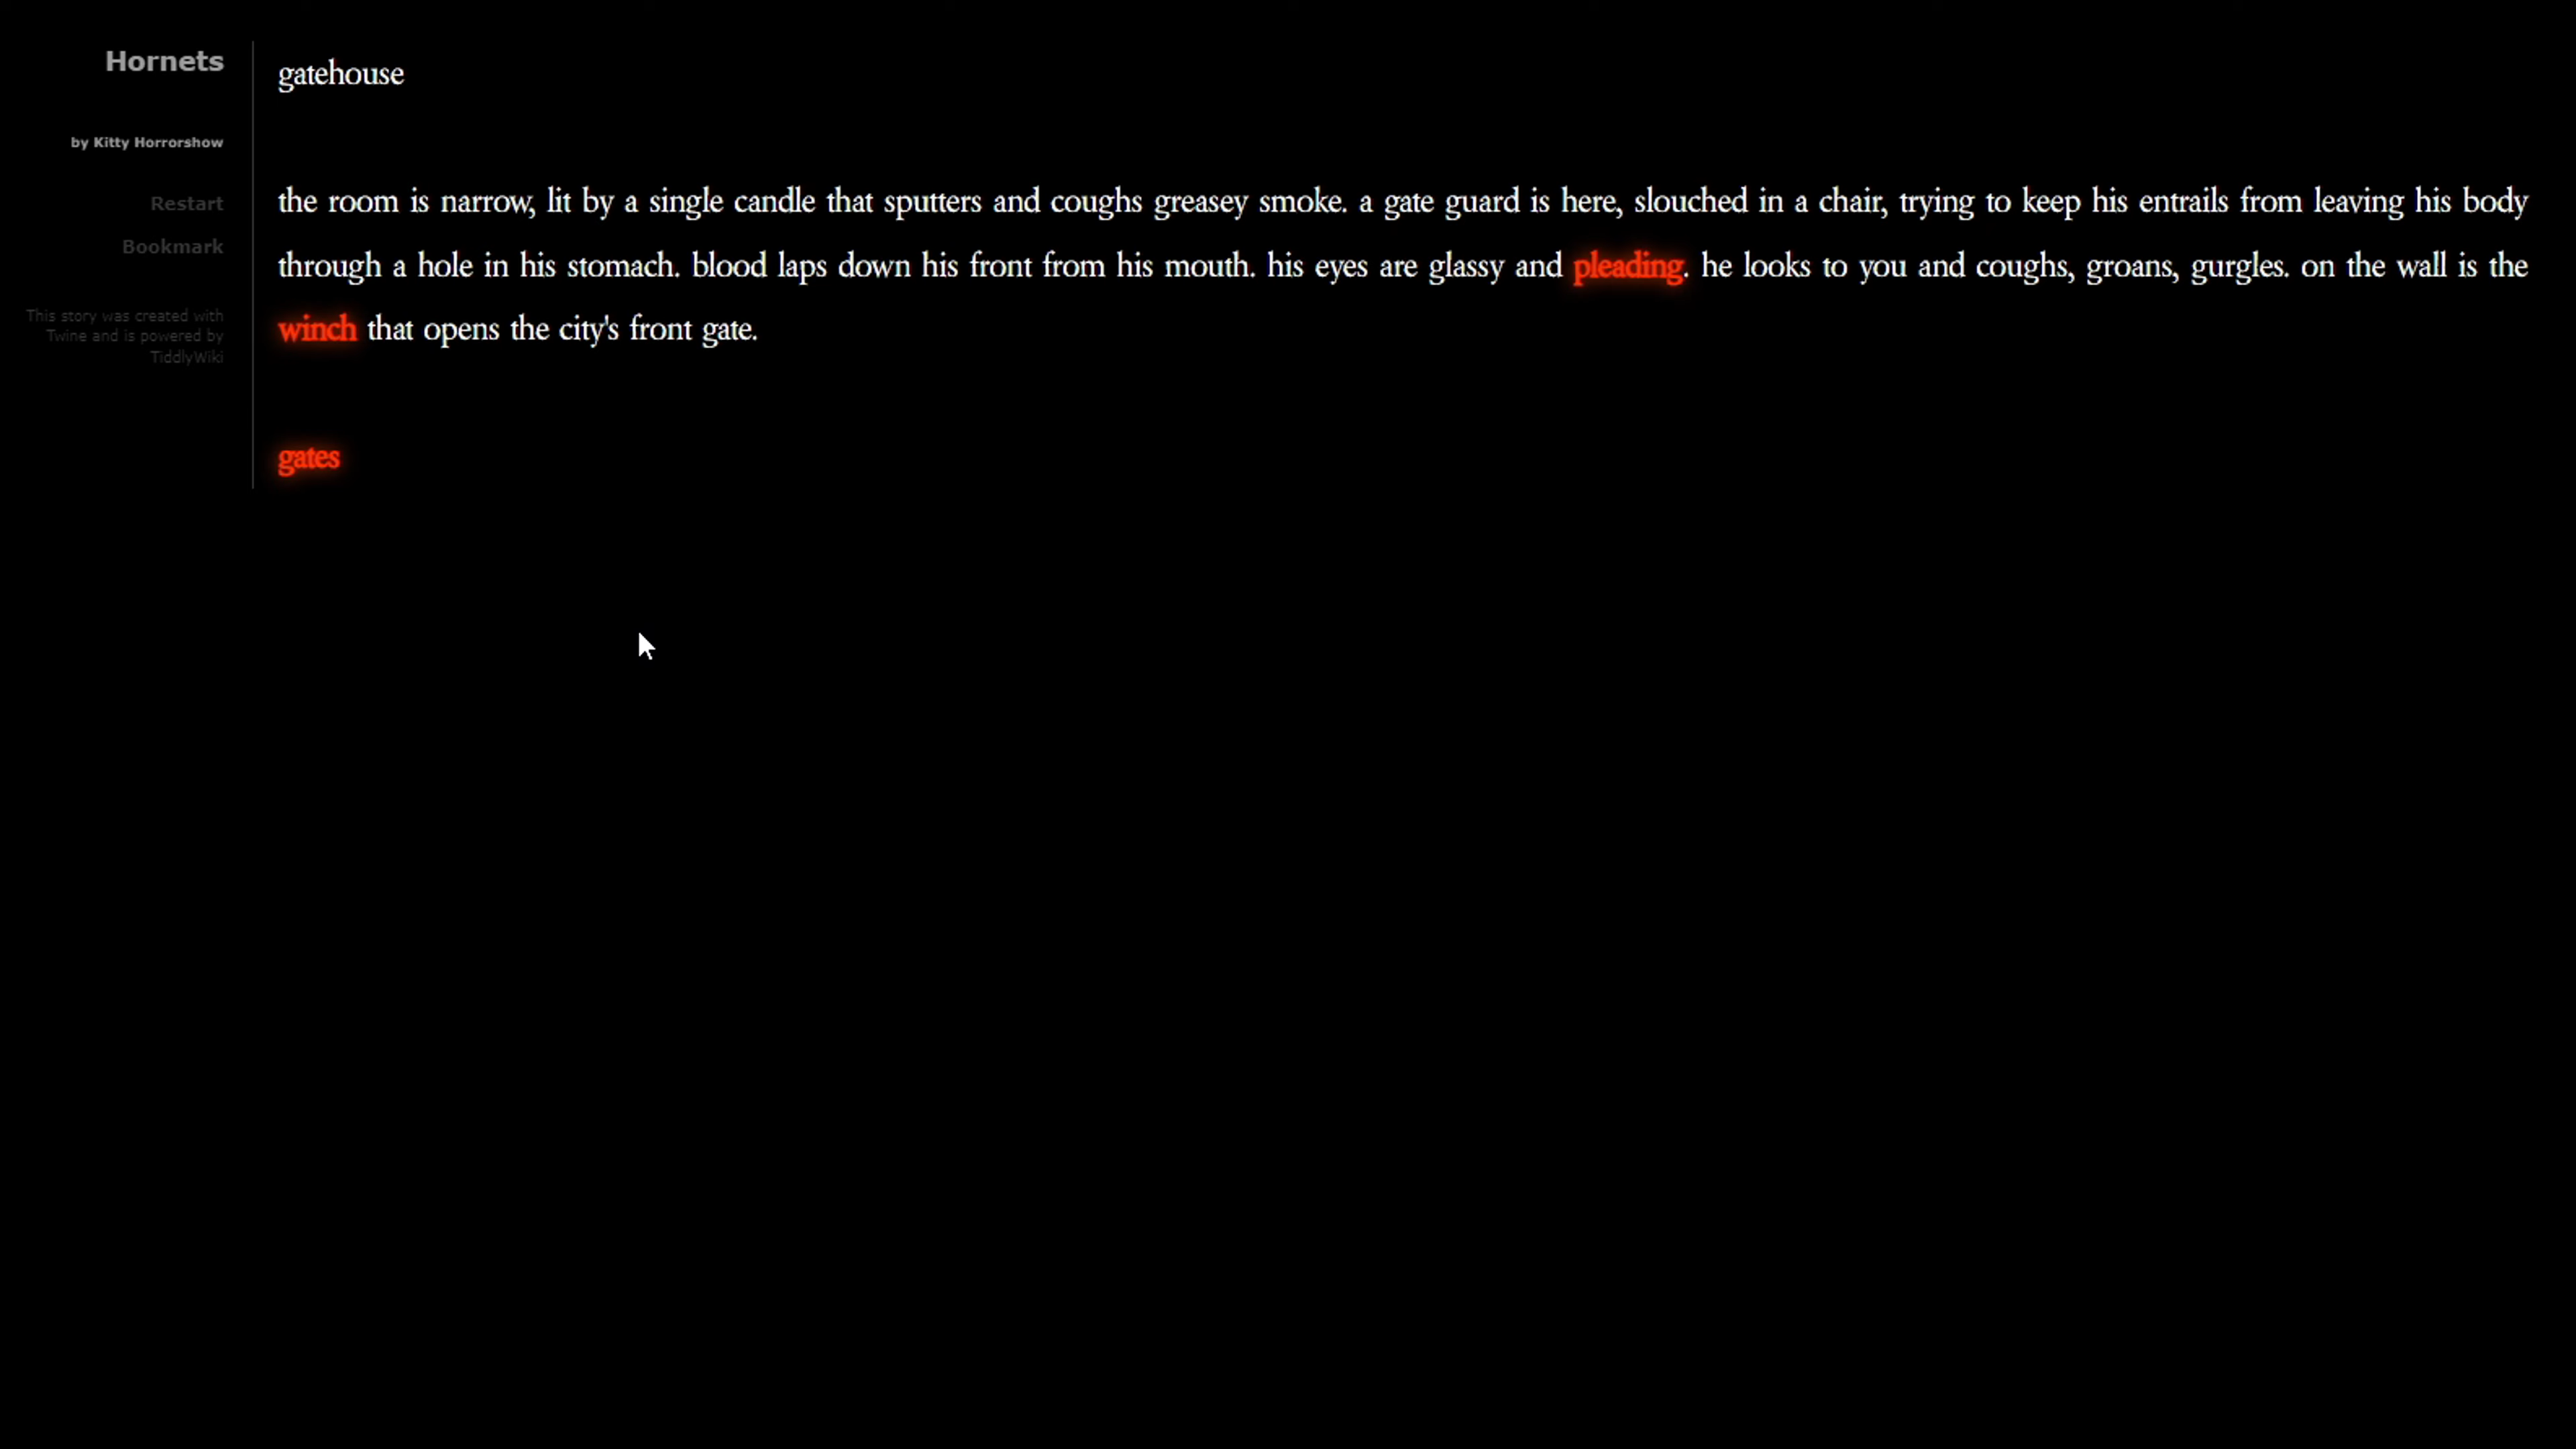 Hornets
by Kitty Horrorshow
Restart
Bookmark
This story was created with
Twine and is powered by
TiddlyWiki
gatehouse
the room is narrow, lit by a single candle that sputters and coughs greasey smoke. a gate guard is here, slouched in a chair, trying to keep his entrails from leaving his body
through a hole in his stomach. blood laps down his front from his mouth. his eyes are glassy and pleading. he looks to you and coughs, groans, gurgles. on the wall is the
winch that opens the city's front gate.
gates